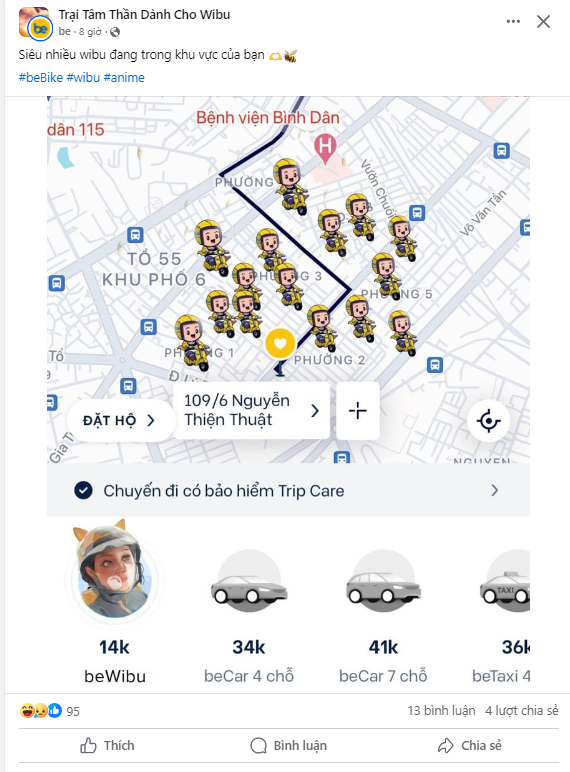 Trại Tâm Thần Dành Cho Wibu
be
be · 8 giờ ·
Siêu nhiều wibu đang trong khu vực của bạn
#beBike #wibu #anime
dân 115
Bệnh viện Bình Dân
H
PHƯỜNG
Vườn Chuối
Võ Văn Tần
TỔ 55
KHU PHỐ 6
PHƯỜNG 3
PHƯỜNG 5
PHƯỜNG 1
PHƯỜNG 2
Tổ
ĐẶT HỘ
109/6 Nguyễn
Thiện Thuật
NGUYEN
Chuyến đi có bảo hiểm Trip Care
TAXI
14k 34k 41k 36k
beWibu beCar 4 chỗ beCar 7 chỗ beTaxi 4
95 13 bình luận 4 lượt chia sẻ
Thích Bình luận Chia sẻ